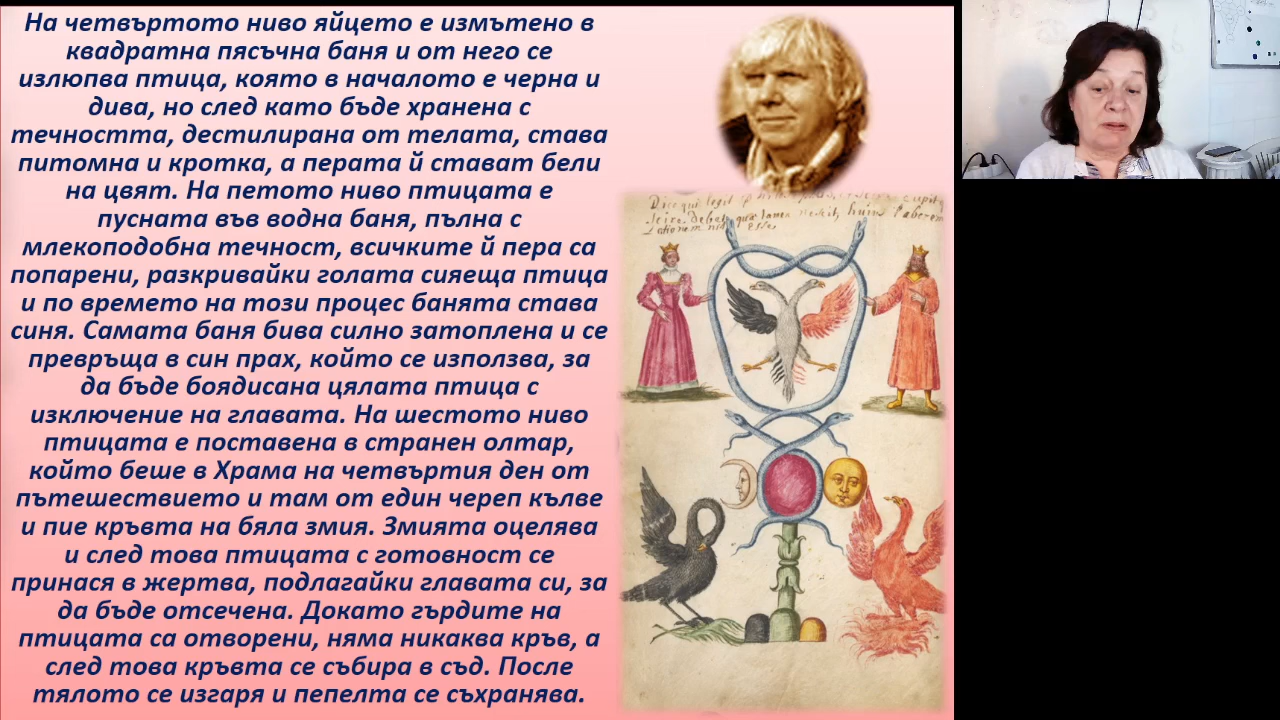 На четвъртото ниво яйцето е измътено в
квадратна пясъчна баня и от него се
излюпва птица, която в началото е черна и
дива, но след като бъде хранена с
течността, дестилирана от телата, става
питомна и кротка, а перата й стават бели
на цвят. На петото ниво птицата е
пусната във водна баня, пълна с
млекоподобна течност, всичките й пера са
попарени, разкривайки голата сияеща птица
и по времето на този процес банята става
синя. Самата баня бива силно затоплена и се
превръща в син прах, който се използва, за
да бъде боядисана цялата птица с
изключение на главата. На шестото ниво
птицата е поставена в странен олтар,
който беше в Храма на четвъртия ден от
пътешествието и там от един череп кълве
и пие кръвта на бяла змия. Змията оцелява
и след това птицата с готовност се
принася в жертва, подлагайки главата си, за
да бъде отсечена. Докато гърдите на
птицата са отворени, няма никаква кръв, а
след това кръвта се събира в съд. После
тялото се изгаря и пепелта се съхранява.